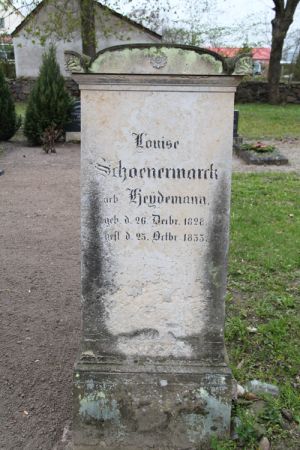 Louise
Schoenermarck
geb Heydemann
geb. d. 26. Decbr. 1828.
gest d. 25. Octbr 1855.